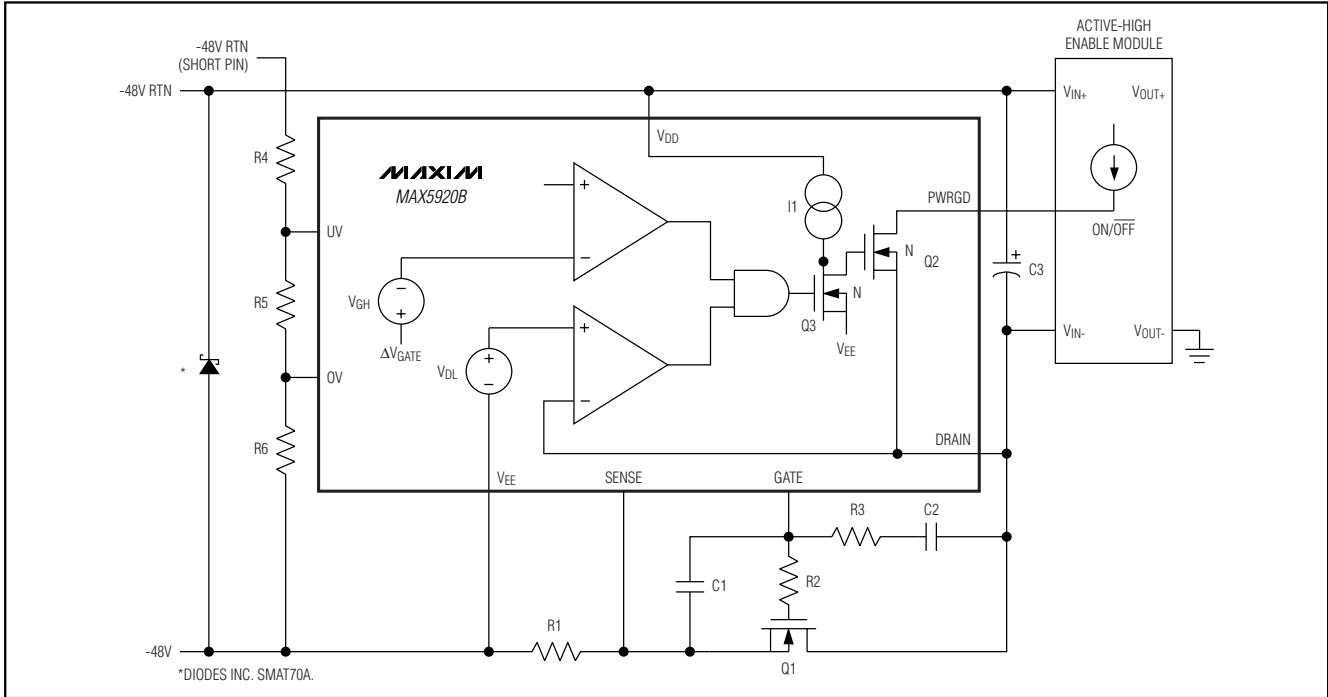 ACTIVE-HIGH
ENABLE MODULE
-48V RTN
(SHORT PIN)
-48V RTN
VIN+
VOUT+
VDD
R4
MAXIM
MAX5920B
+
I1
PWRGD
ON/OFF
UV
N
Q2
−
+
C3
R5
VGH
−
+
N
Q3
VEE
VIN-
VOUT-
ΔVGATE
+
*
OV
VDL
+
−
−
R6
DRAIN
VEE
SENSE
GATE
R3
C2
C1
R2
R1
-48V
Q1
*DIODES INC. SMAT70A.